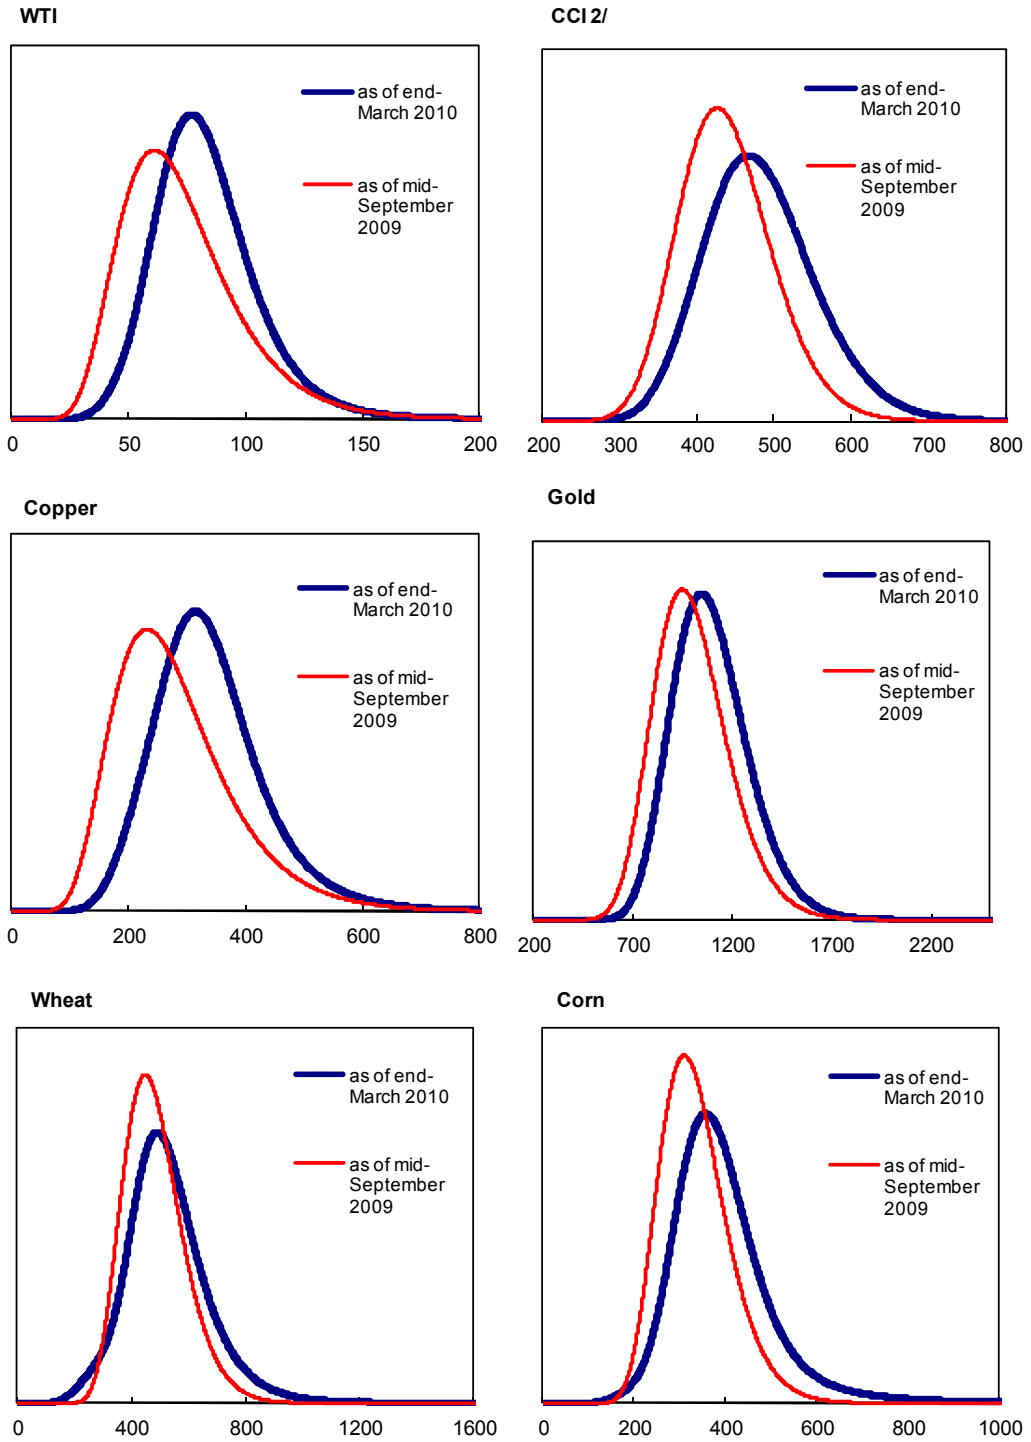 WTI
as of end-
March 2010
as of mid-
September
2009
0 50 100 150 200
CCI 2/
as of end-
March 2010
as of mid-
September
2009
200 300 400 500 600 700 800
Copper
as of end-
March 2010
as of mid-
September
2009
0 200 400 600 800
Gold
as of end-
March 2010
as of mid-
September
2009
200 700 1200 1700 2200
Wheat
as of end-
March 2010
as of mid-
September
2009
0 400 800 1200 1600
Corn
as of end-
March 2010
as of mid-
September
2009
0 200 400 600 800 1000